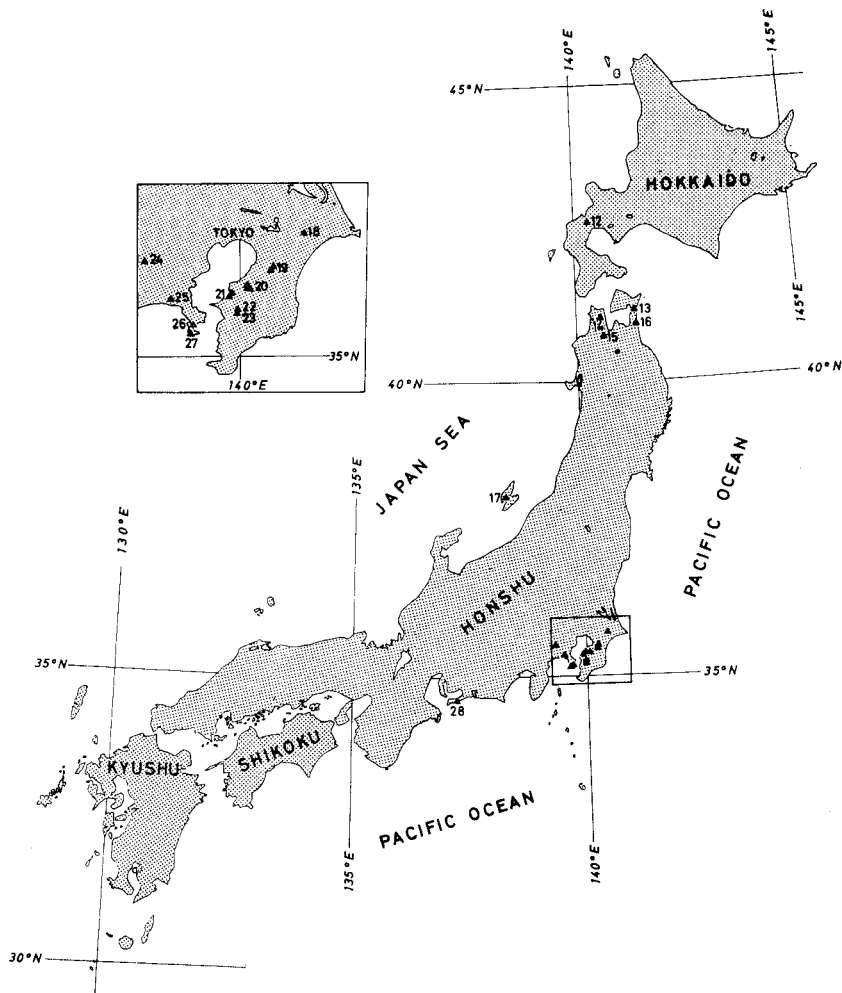 140°E
145°E
45°N
HOKKAIDO
12
TOKYO
18
24
19
20
21
25
22
23
26
27
35°N
140°E
13
16
15
145°E
40°N
40°N
JAPAN SEA
135°E
17
PACIFIC OCEAN
130°E
HONSHU
35°N
35°N
28
SHIKOKU
KYUSHU
PACIFIC OCEAN
135°E
140°E
30°N